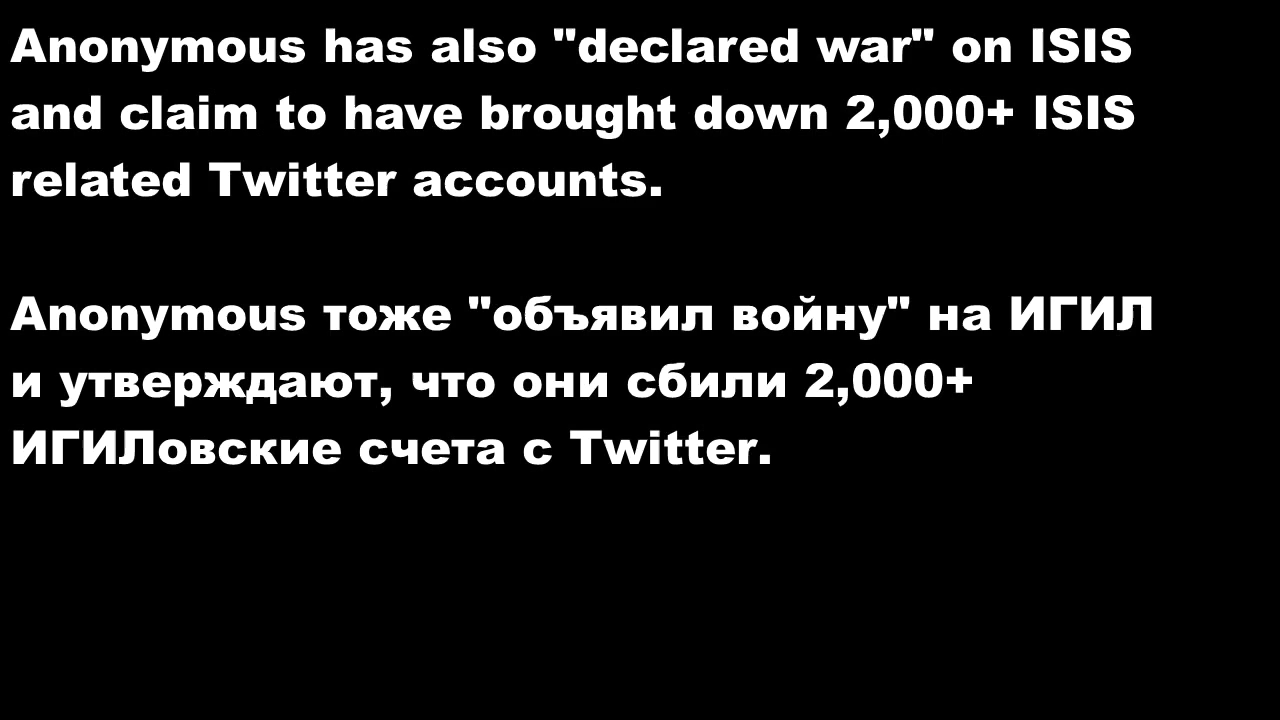 Anonymous has also "declared war" on ISIS
and claim to have brought down 2,000+ ISIS
related Twitter accounts.
Anonymous тоже "объявил войну" на ИГИЛ
и утверждают, что они сбили 2,000+
ИГИЛовские счета с Twitter.